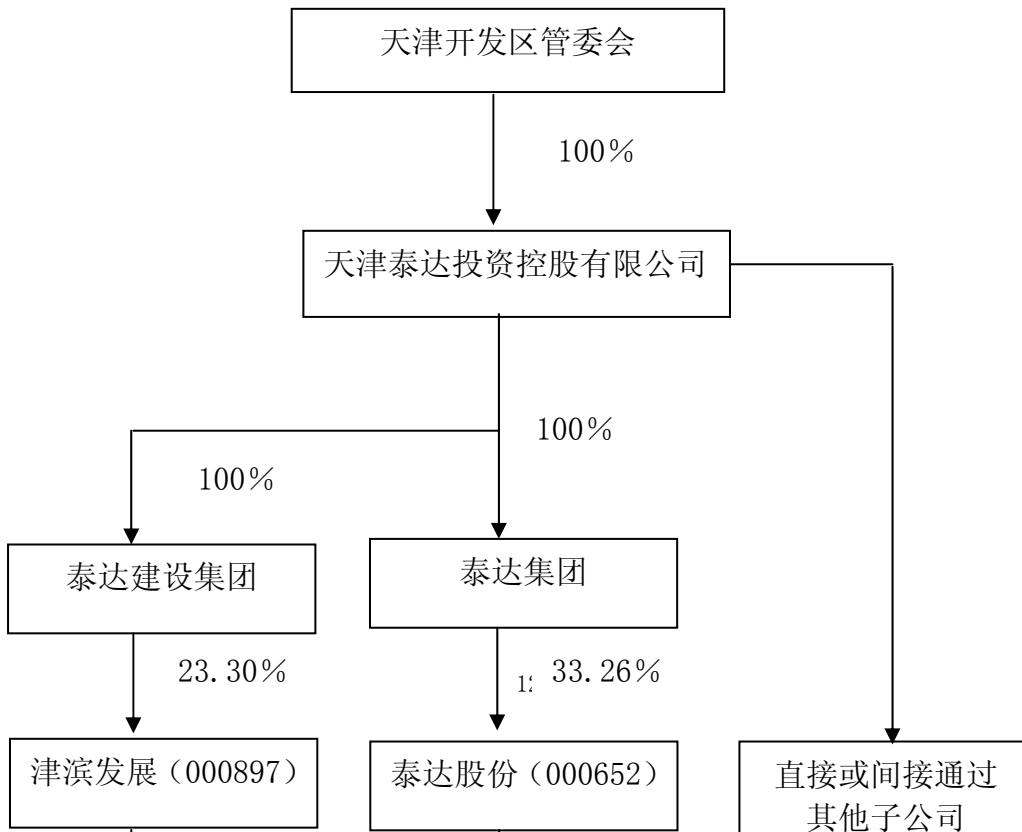 天津开发区管委会
100%
天津泰达投资控股有限公司
100%
100%
泰达建设集团
泰达集团
23.30%
33.26%
津滨发展（000897）
泰达股份（000652）
直接或间接通过
其他子公司